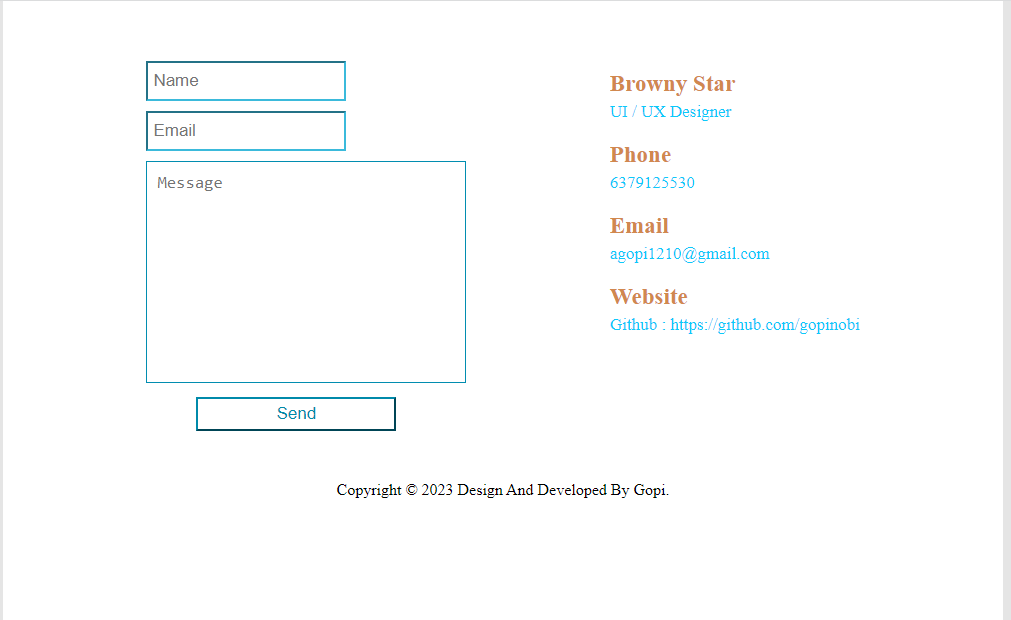 Name
Email
Message
Send
Browny Star
UI / UX Designer
Phone
6379125530
Email
agopi1210@gmail.com
Website
Github : https://github.com/gopinobi
Copyright © 2023 Design And Developed By Gopi.